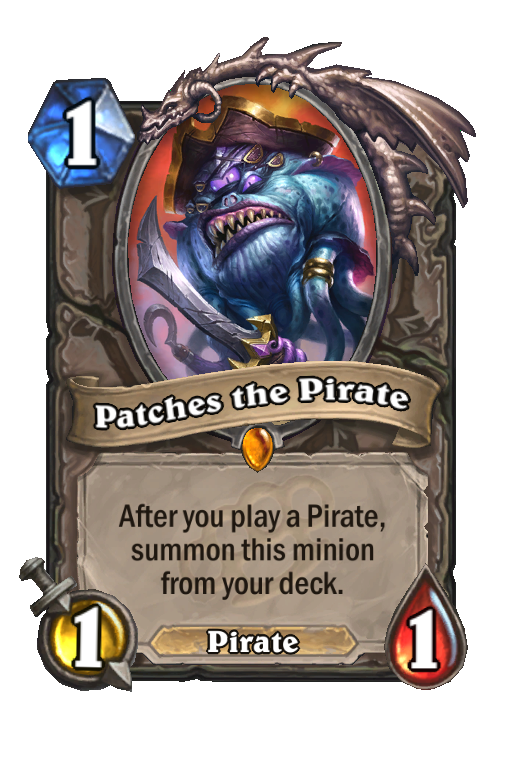 1
Patches the Pirate
After you play a Pirate,
summon this minion
from your deck.
1
Pirate
1